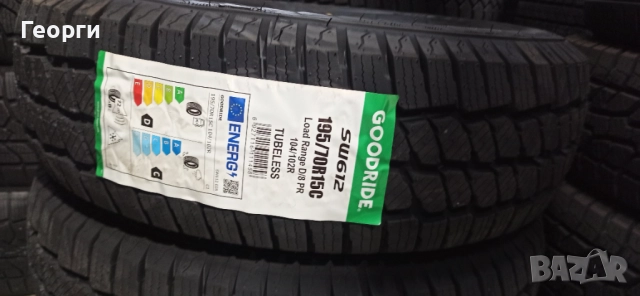 Георги
GOODRIDE
SW612
195/70R15C
Load Range D/8 PR
104/102R
TUBELESS
ENERG
A
E
D
G
BAZAR